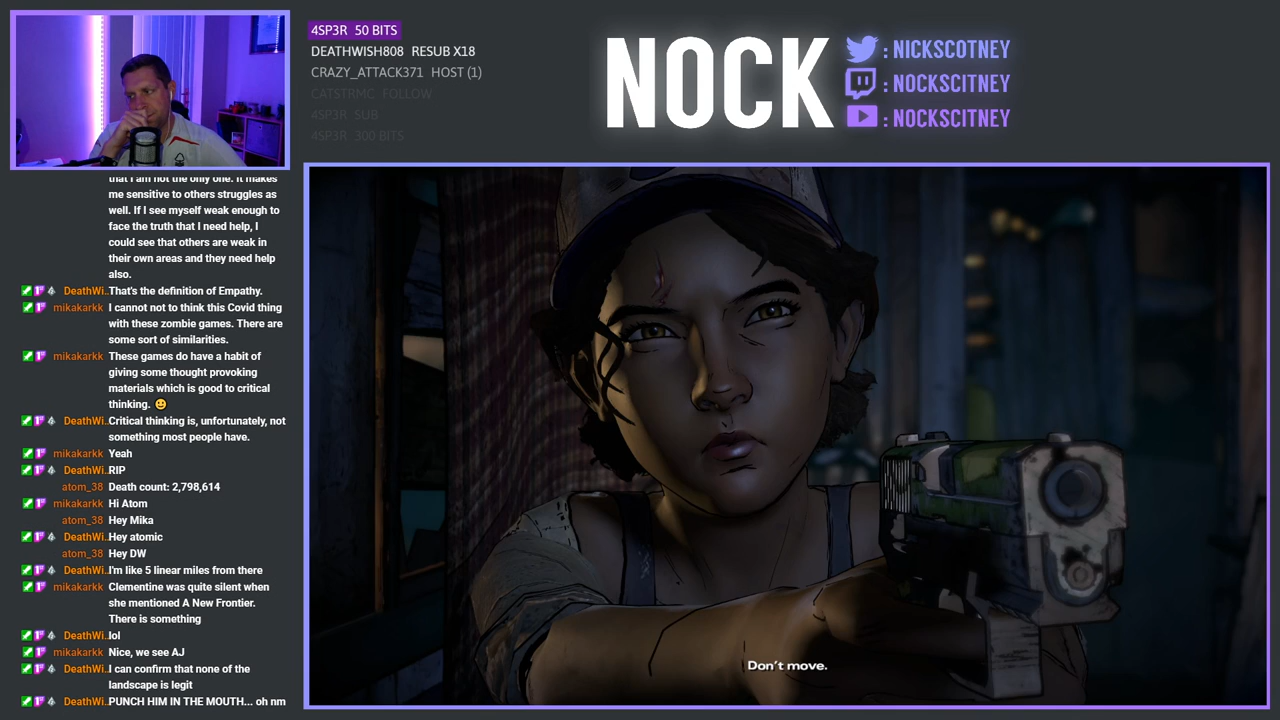 4SP3R 50 BITS
DEATHWISH808 RESUB X18
CRAZY_ATTACK371 HOST (1)
CATSTRMC FOLLOW
4SP3R SUB
4SP3R 300 BITS
NOCK
: NICKSCOTNEY
: NOCKSCITNEY
: NOCKSCITNEY
that I am not the only one. It makes
me sensitive to others struggles as
well. If I see myself weak enough to
face the truth that I need help, I
could see that others are weak in
their own areas and they need help
also.
DeathWi.. That's the definition of Empathy.
mikakarkk I cannot not to think this Covid thing
with these zombie games. There are
some sort of similarities.
mikakarkk These games do have a habit of
giving some thought provoking
materials which is good to critical
thinking. 🙂
DeathWi.. Critical thinking is, unfortunately, not
something most people have.
mikakarkk Yeah
DeathWi.. RIP
atom_38 Death count: 2,798,614
mikakarkk Hi Atom
atom_38 Hey Mika
DeathWi.. Hey atomic
atom_38 Hey DW
DeathWi.. I'm like 5 linear miles from there
mikakarkk Clementine was quite silent when
she mentioned A New Frontier.
There is something
DeathWi.. lol
mikakarkk Nice, we see AJ
DeathWi.. I can confirm that none of the
landscape is legit
DeathWi.. PUNCH HIM IN THE MOUTH... oh nm
Don't move.